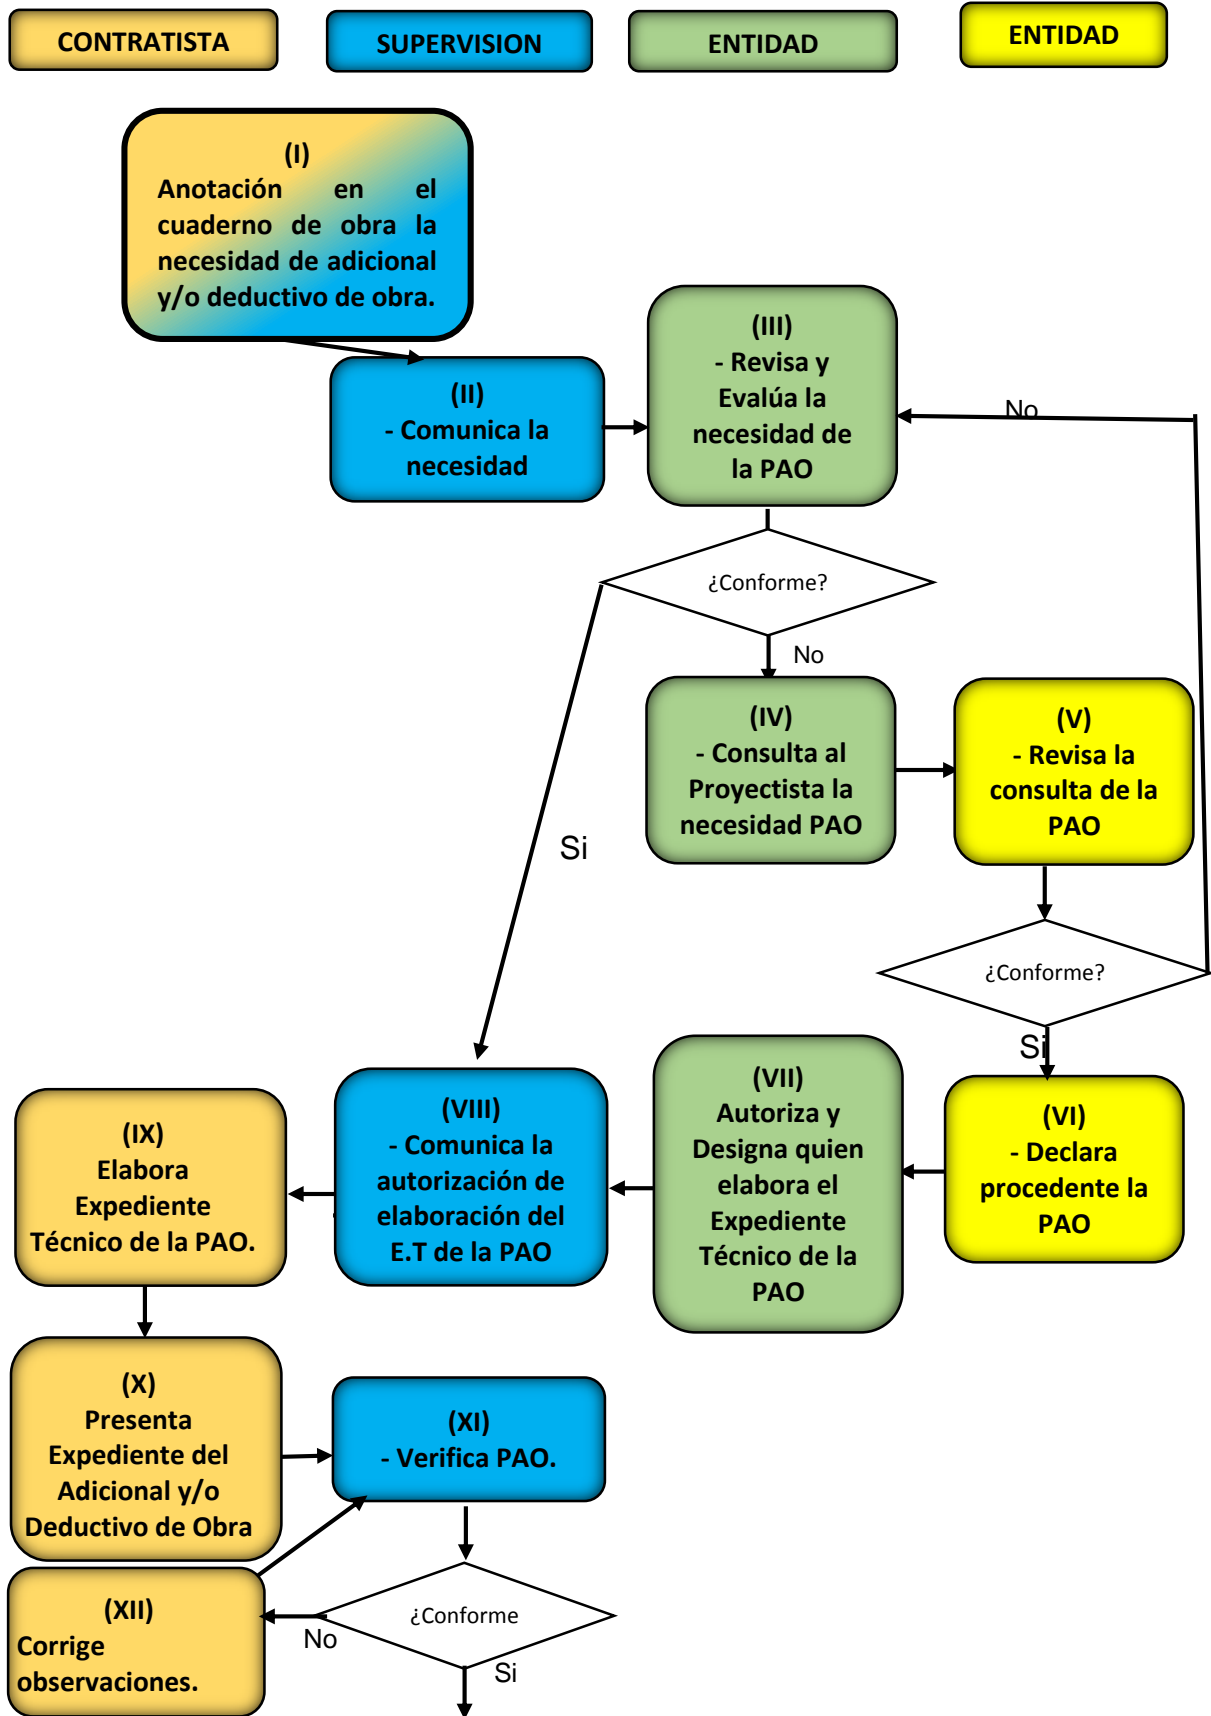 CONTRATISTA
SUPERVISION
ENTIDAD
ENTIDAD
(I)
Anotación en el
cuaderno de obra la
necesidad de adicional
y/o deductivo de obra.
(II)
- Comunica la
necesidad
(III)
- Revisa y
Evalúa la
necesidad de
la PAO
No
¿Conforme?
No
Si
(IV)
- Consulta al
Proyectista la
necesidad PAO
(V)
- Revisa la
consulta de la
PAO
¿Conforme?
Si
(VI)
- Declara
procedente la
PAO
(VII)
Autoriza y
Designa quien
elabora el
Expediente
Técnico de la
PAO
(VIII)
- Comunica la
autorización de
elaboración del
E.T de la PAO
(IX)
Elabora
Expediente
Técnico de la PAO.
(X)
Presenta
Expediente del
Adicional y/o
Deductivo de Obra
(XI)
- Verifica PAO.
¿Conforme
No
Si
(XII)
Corrige
observaciones.